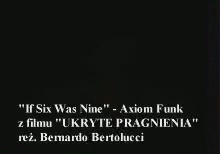 "If Six Was Nine" - Axiom Funk
z filmu "UKRYTE PRAGNIENIA"
reż. Bernardo Bertolucci